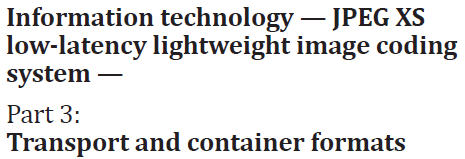 Information technology — JPEG XS
low-latency lightweight image coding
system —
Part 3:
Transport and container formats